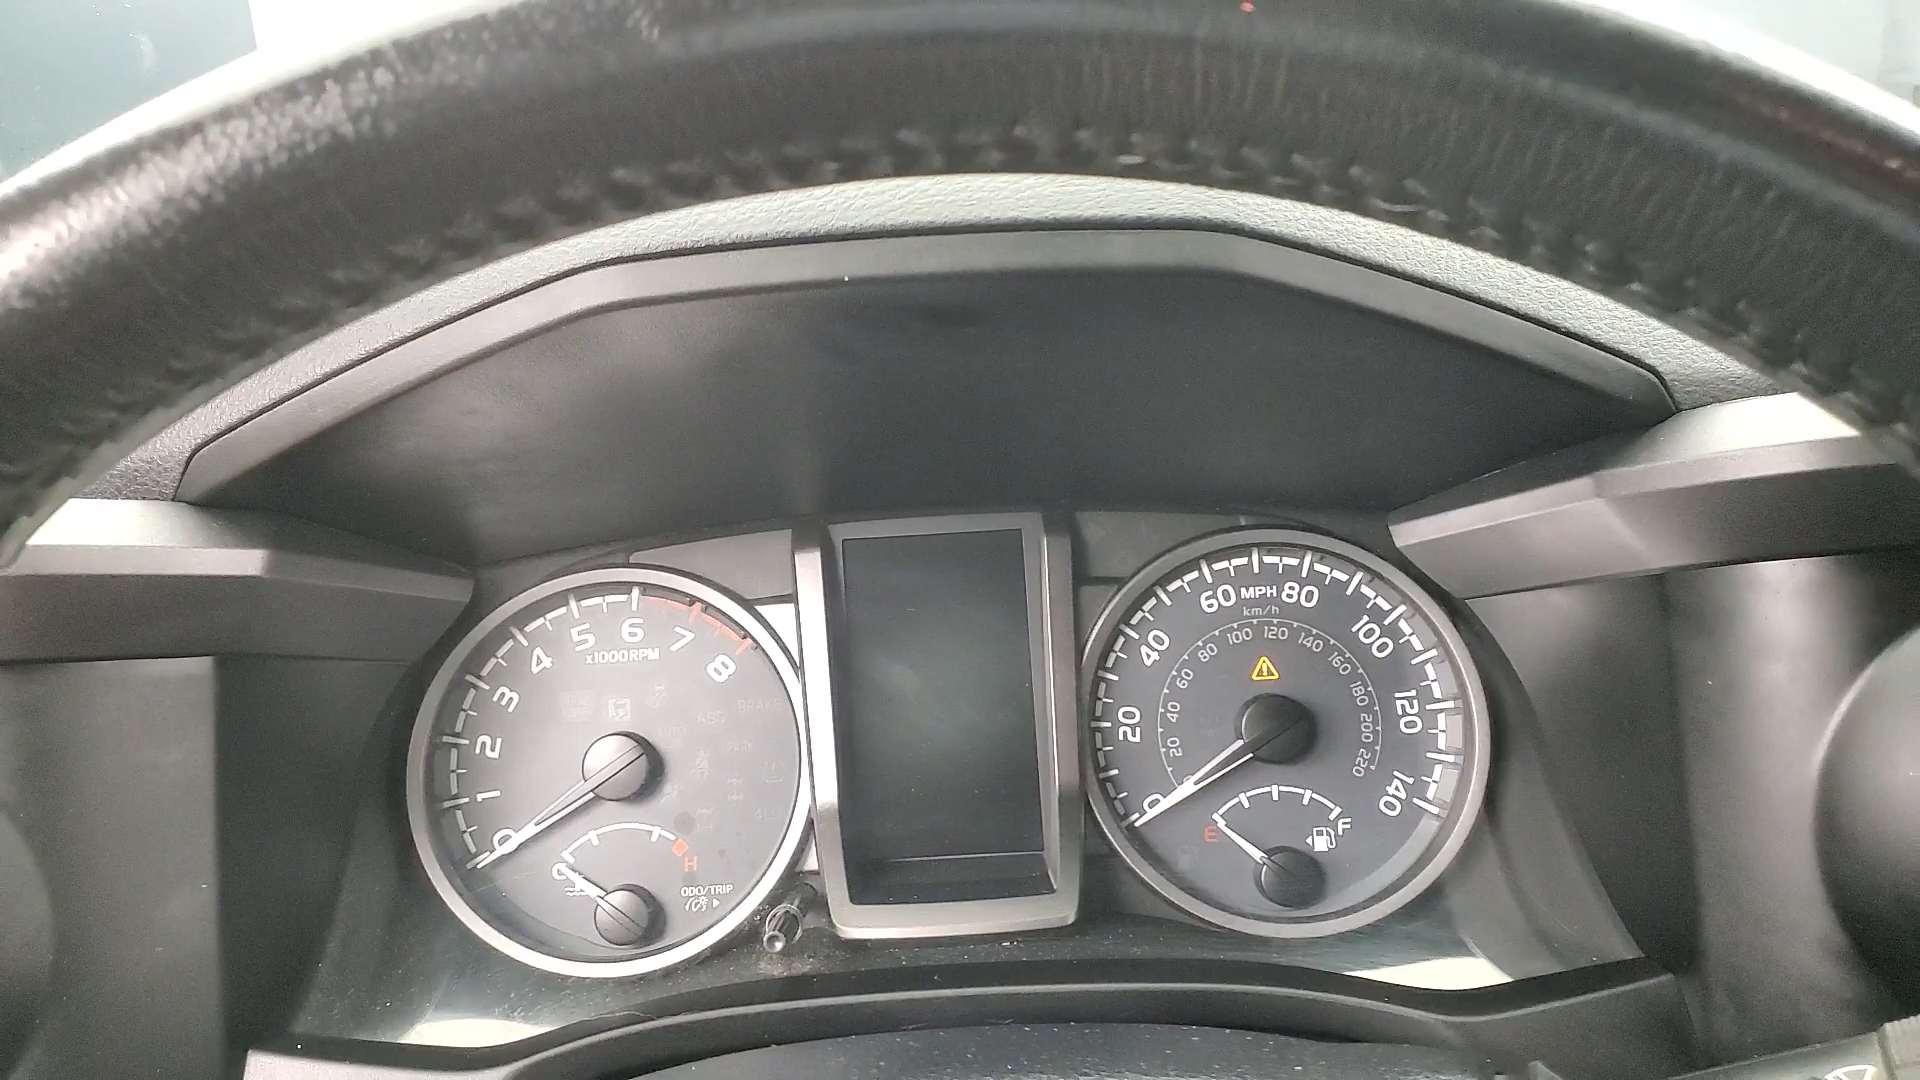 0 1 2 3 4 5 6 7 8
x1000RPM
ABS
BRAKE
PARK
4LO
C H
ODO/TRIP
0 20 40 60 MPH 80 100 120 140
km/h
20 40 60 80 100 120 140 160 180 200 220
E F